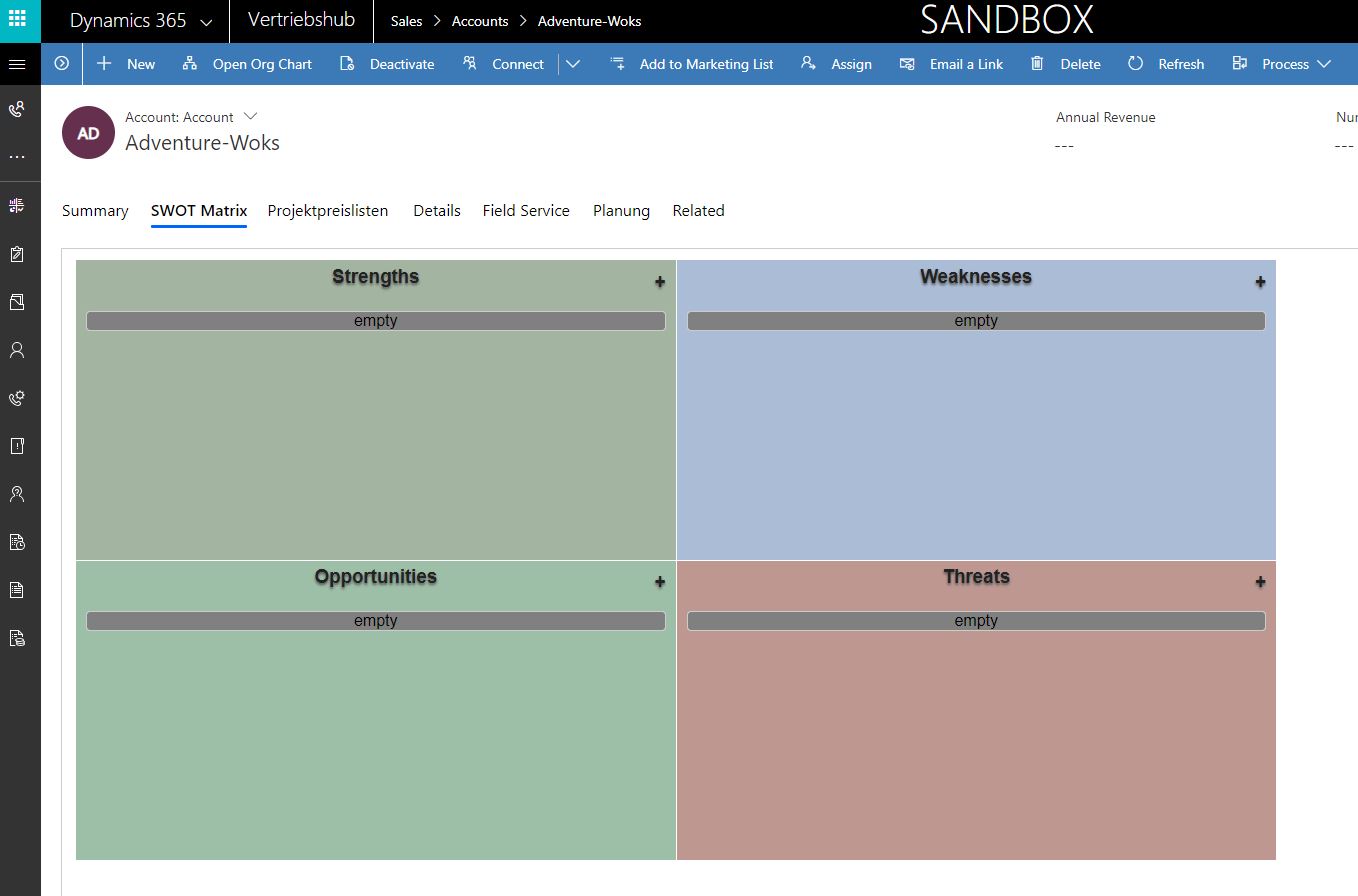 Dynamics 365 Vertriebshub Sales > Accounts > Adventure-Woks SANDBOX
New Open Org Chart Deactivate Connect Add to Marketing List Assign Email a Link Delete Refresh Process
AD
Account: Account
Adventure-Woks
Annual Revenue
---
Nur
---
Summary SWOT Matrix Projektpreislisten Details Field Service Planung Related
Strengths +
empty
Weaknesses +
empty
Opportunities +
empty
Threats +
empty